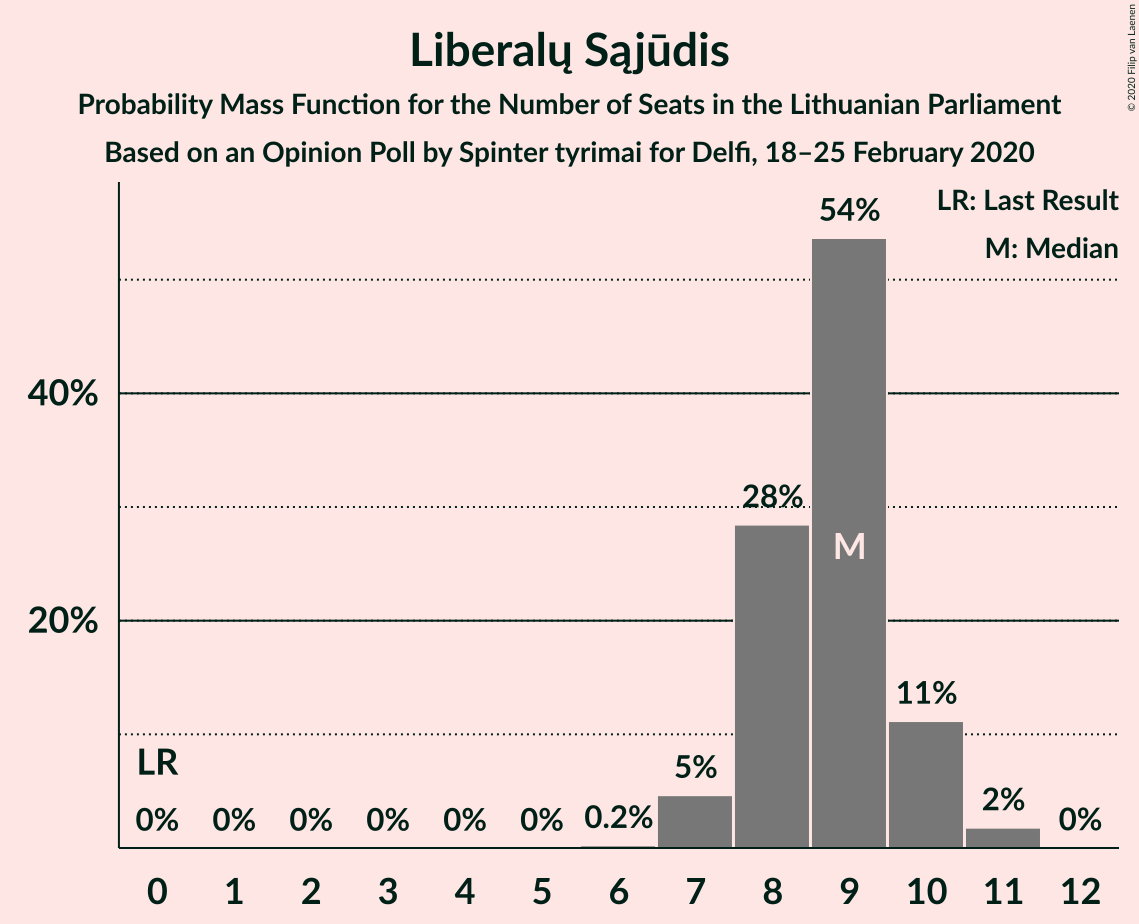 Liberalų Sąjūdis
Probability Mass Function for the Number of Seats in the Lithuanian Parliament
Based on an Opinion Poll by Spinter tyrimai for Delfi, 18–25 February 2020
© 2020 Filip van Laenen
LR: Last Result
M: Median
54%
40%
28%
M
20%
11%
LR
5%
0% 0% 0% 0% 0% 0% 0.2% 2% 0%
0 1 2 3 4 5 6 7 8 9 10 11 12